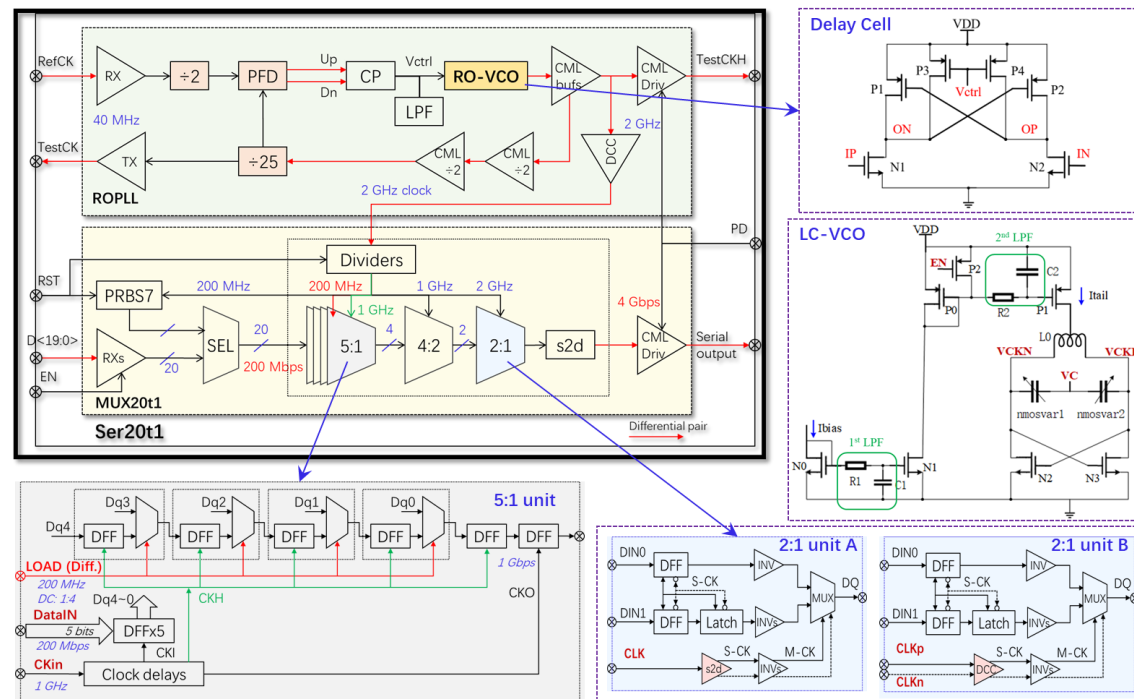 RefCK
RX
÷2
PFD
Up
Dn
CP
Vctrl
LPF
RO-VCO
CML
bufs
CML
Driv
TestCKH
40 MHz
2 GHz
TestCK
TX
÷25
CML
÷2
CML
÷2
DCC
ROPLL
2 GHz clock
PD
RST
Dividers
PRBS7
200 MHz
200 MHz
1 GHz
1 GHz
2 GHz
4 Gbps
D<19:0>
RXs
20
SEL
20
200 Mbps
5:1
4
4:2
2
2:1
s2d
CML
Driv
Serial
output
EN
MUX20t1
Ser20t1
Differential pair
Delay Cell
VDD
P3
P4
P1
Vctrl
P2
ON
OP
IP
IN
N1
N2
LC-VCO
VDD
2nd LPF
EN
P2
C2
P0
R2
P1
Itail
L0
VCKN
VC
nmosvar1
nmosvar2
Ibias
1st LPF
N0
R1
C1
N1
N2
N3
5:1 unit
Dq3
Dq2
Dq1
Dq0
Dq4
DFF
DFF
DFF
DFF
DFF
DFF
LOAD (Diff.)
1 Gbps
200 MHz
DC: 1:4
Dq4~0
CKH
CKO
DataIN
5 bits
DFFx5
200 Mbps
CKI
CKin
Clock delays
1 GHz
2:1 unit A
DIN0
DFF
INV
S-CK
MUX
DQ
DIN1
DFF
Latch
INVs
CLK
s2d
S-CK
INVs
M-CK
2:1 unit B
DIN0
DFF
INV
S-CK
MUX
DQ
DIN1
DFF
Latch
INVs
CLKp
CLKn
DCC
S-CK
INVs
M-CK